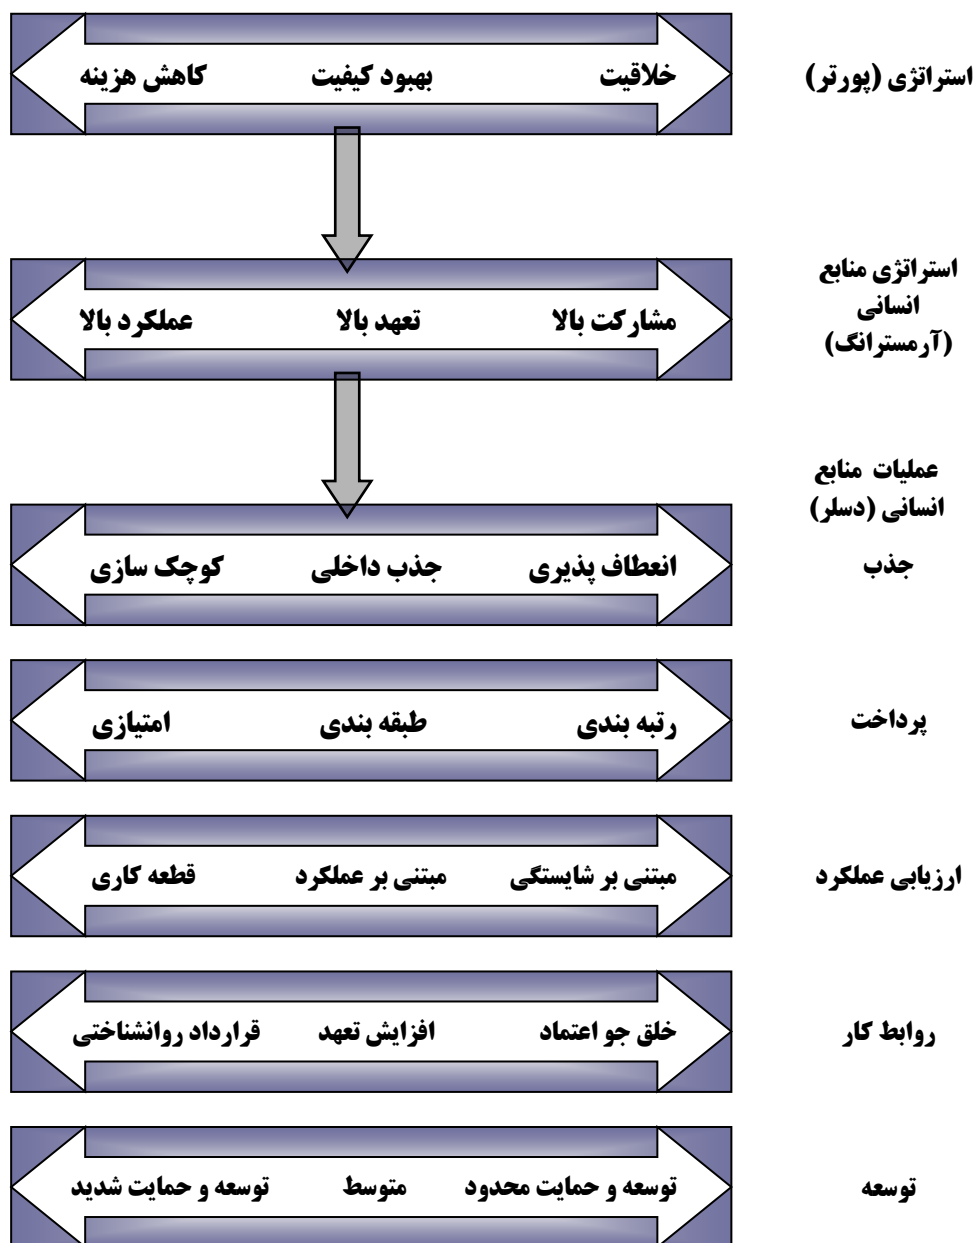 استراتژی (پورتر)
خلاقیت بهبود کیفیت کاهش هزینه
استراتژی منابع
انسانی
(آرمسترانگ)
مشارکت بالا تعهد بالا عملکرد بالا
عملیات منابع
انسانی (دسلر)
جذب
انعطاف پذیری جذب داخلی کوچک سازی
پرداخت
رتبه بندی طبقه بندی امتیازی
ارزیابی عملکرد
مبتنی بر شایستگی مبتنی بر عملکرد قطعه کاری
روابط کار
خلق جو اعتماد افزایش تعهد قرارداد روانشناختی
توسعه
توسعه و حمایت محدود متوسط توسعه و حمایت شدید